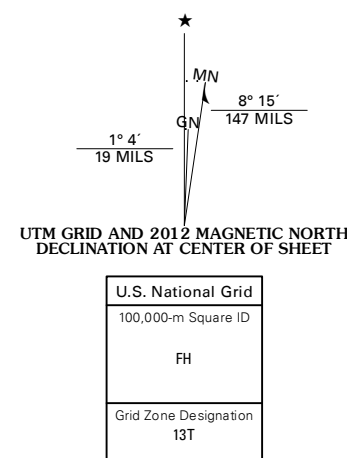 ★
MN
GN
8° 15´
147 MILS
1° 4´
19 MILS
UTM GRID AND 2012 MAGNETIC NORTH
DECLINATION AT CENTER OF SHEET
U.S. National Grid
100,000-m Square ID
FH
Grid Zone Designation
13T